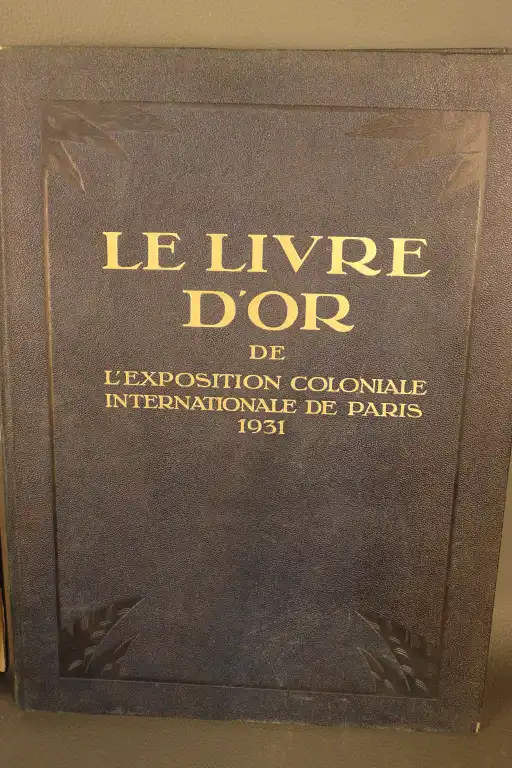 LE LIVRE
D'OR
DE
L'EXPOSITION COLONIALE
INTERNATIONALE DE PARIS
1931